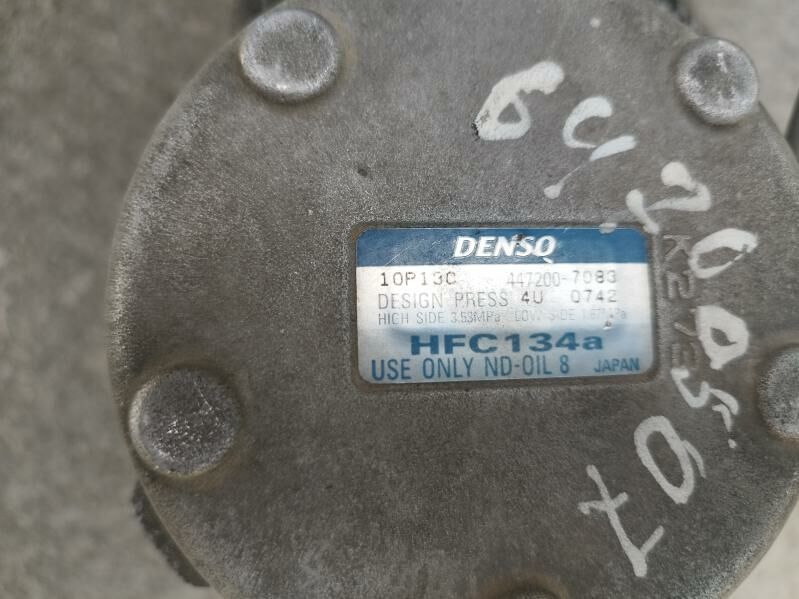 DENSO
10P13C 447200-7083
DESIGN PRESS 4U 0742
HIGH SIDE 3.53MPa LOW SIDE 1.67MPa
HFC134a
USE ONLY ND-OIL 8 JAPAN